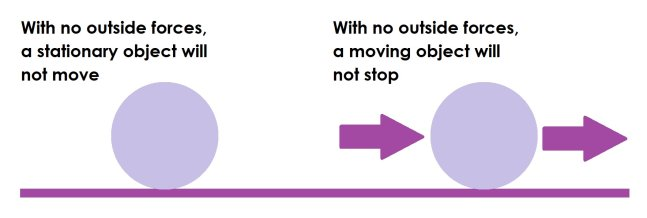 With no outside forces,
a stationary object will
not move
With no outside forces,
a moving object will
not stop